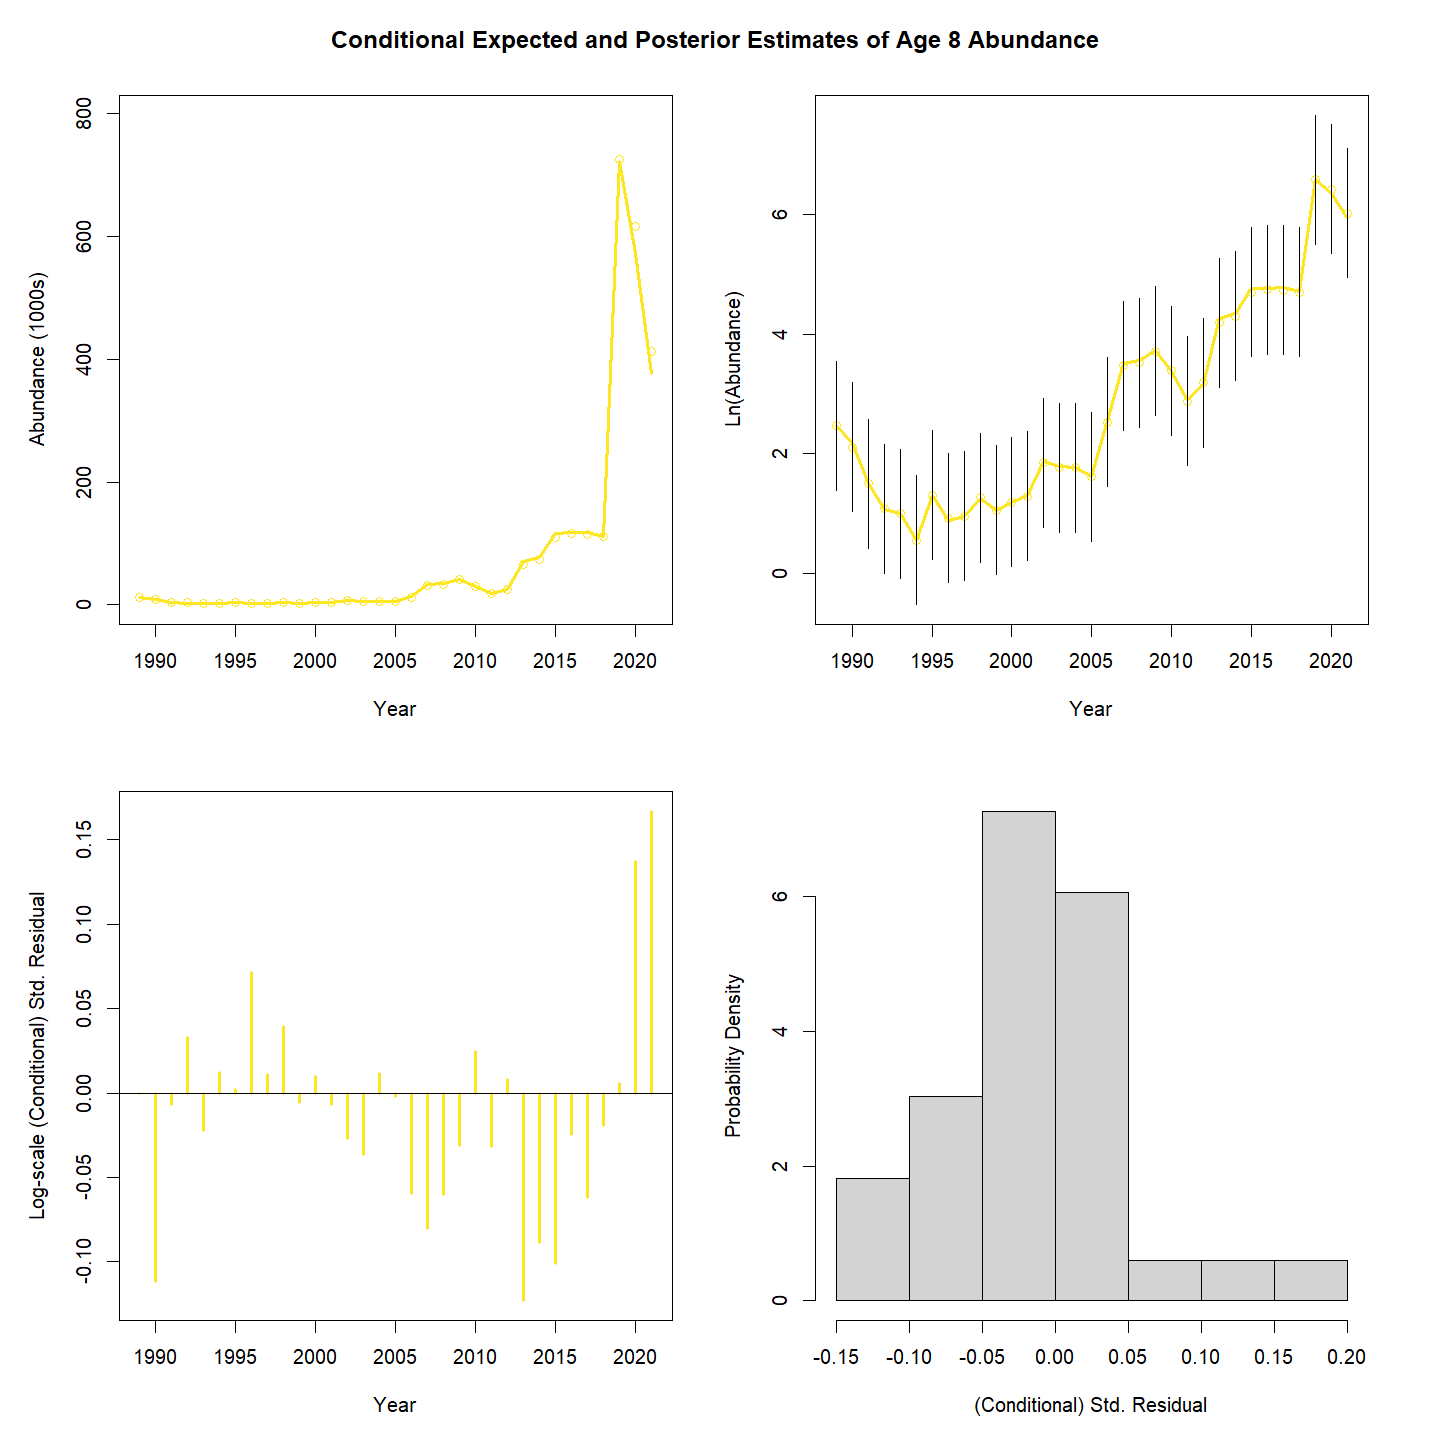 Conditional Expected and Posterior Estimates of Age 8 Abundance
Abundance (1000s)
800
600
400
200
0
1990 1995 2000 2005 2010 2015 2020
Year
Ln(Abundance)
6
4
2
0
1990 1995 2000 2005 2010 2015 2020
Year
Log-scale (Conditional) Std. Residual
0.15
0.10
0.05
0.00
-0.05
-0.10
1990 1995 2000 2005 2010 2015 2020
Year
Probability Density
6
4
2
0
-0.15 -0.10 -0.05 0.00 0.05 0.10 0.15 0.20
(Conditional) Std. Residual